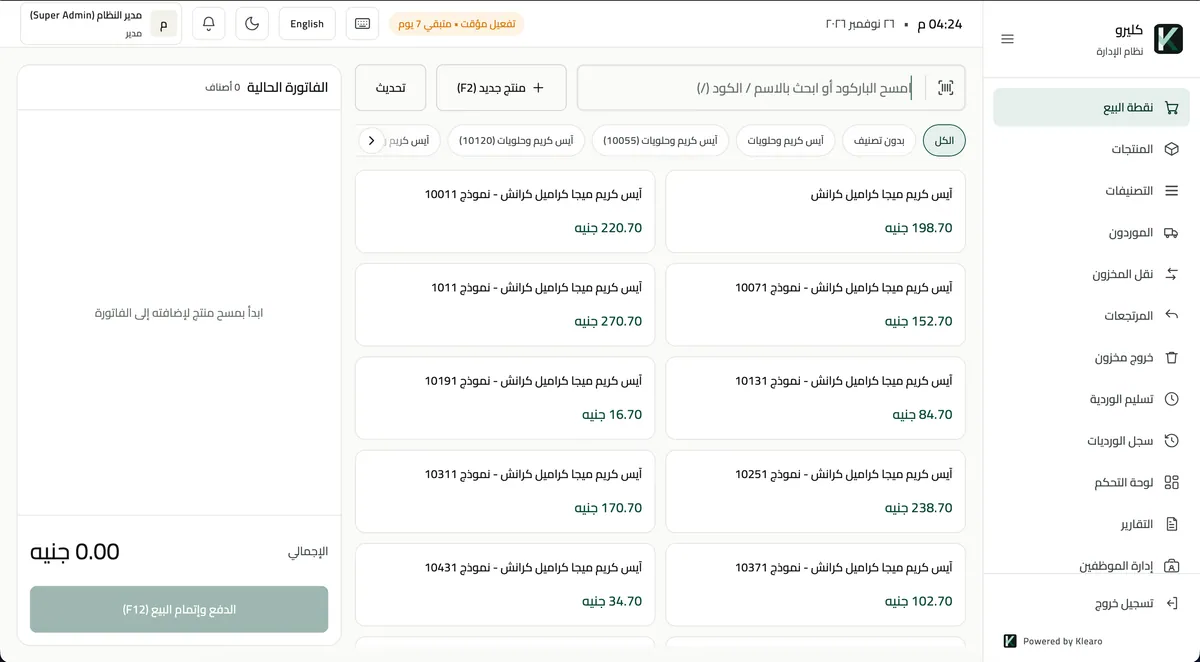 كليرو
نظام الإدارة
نقطة البيع
المنتجات
التصنيفات
الموردون
نقل المخزون
المرتجعات
خروج مخزون
تسليم الوردية
سجل الورديات
لوحة التحكم
التقارير
إدارة الموظفين
تسجيل خروج
Powered by Klearo
04:24 م • ٢٦ نوفمبر ٢٠٢٦
تفعيل مؤقت • متبقي 7 يوم
English
م
مدير النظام (Super Admin)
مدير
امسح الباركود أو ابحث بالاسم / الكود (/)
+ منتج جديد (F2)
تحديث
الكل
بدون تصنيف
آيس كريم وحلويات
آيس كريم وحلويات (10055)
آيس كريم وحلويات (10120)
آيس كريم و
آيس كريم ميجا كراميل كرانش
198.70 جنيه
آيس كريم ميجا كراميل كرانش - نموذج 10011
220.70 جنيه
آيس كريم ميجا كراميل كرانش - نموذج 10071
152.70 جنيه
آيس كريم ميجا كراميل كرانش - نموذج 1011
270.70 جنيه
آيس كريم ميجا كراميل كرانش - نموذج 10131
84.70 جنيه
آيس كريم ميجا كراميل كرانش - نموذج 10191
16.70 جنيه
آيس كريم ميجا كراميل كرانش - نموذج 10251
238.70 جنيه
آيس كريم ميجا كراميل كرانش - نموذج 10311
170.70 جنيه
آيس كريم ميجا كراميل كرانش - نموذج 10371
102.70 جنيه
آيس كريم ميجا كراميل كرانش - نموذج 10431
34.70 جنيه
الفاتورة الحالية 0 أصناف
ابدأ بمسح منتج لإضافته إلى الفاتورة
الإجمالي
0.00 جنيه
الدفع وإتمام البيع (F12)